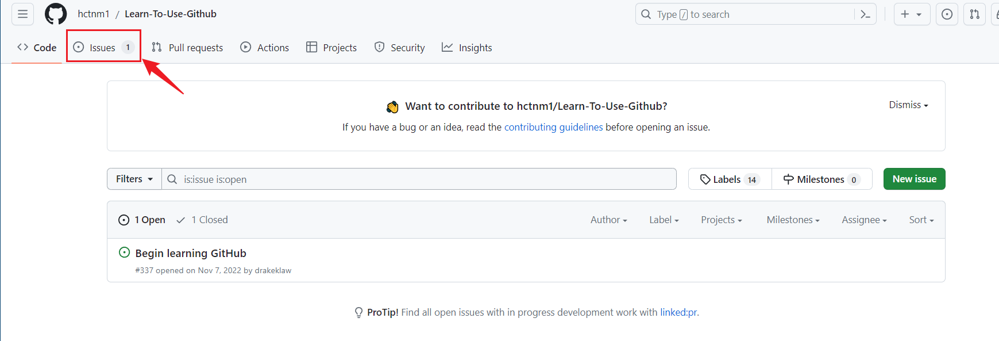 hctnm1 / Learn-To-Use-Github
Type / to search
Code Issues 1 Pull requests Actions Projects Security Insights
Want to contribute to hctnm1/Learn-To-Use-Github?
Dismiss
If you have a bug or an idea, read the contributing guidelines before opening an issue.
Filters is:issue is:open Labels 14 Milestones 0 New issue
1 Open 1 Closed Author Label Projects Milestones Assignee Sort
Begin learning GitHub
#337 opened on Nov 7, 2022 by drakeklaw
ProTip! Find all open issues with in progress development work with linked:pr.